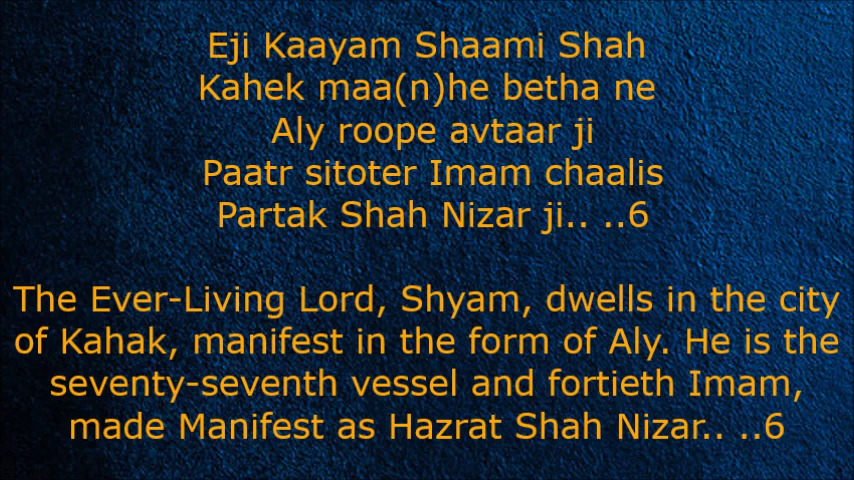 Eji Kaayam Shaami Shah
Kahek maa(n)he betha ne
Aly roope avtaar ji
Paatr sitoter Imam chaalis
Partak Shah Nizar ji.. ..6
The Ever-Living Lord, Shyam, dwells in the city
of Kahak, manifest in the form of Aly. He is the
seventy-seventh vessel and fortieth Imam,
made Manifest as Hazrat Shah Nizar.. ..6